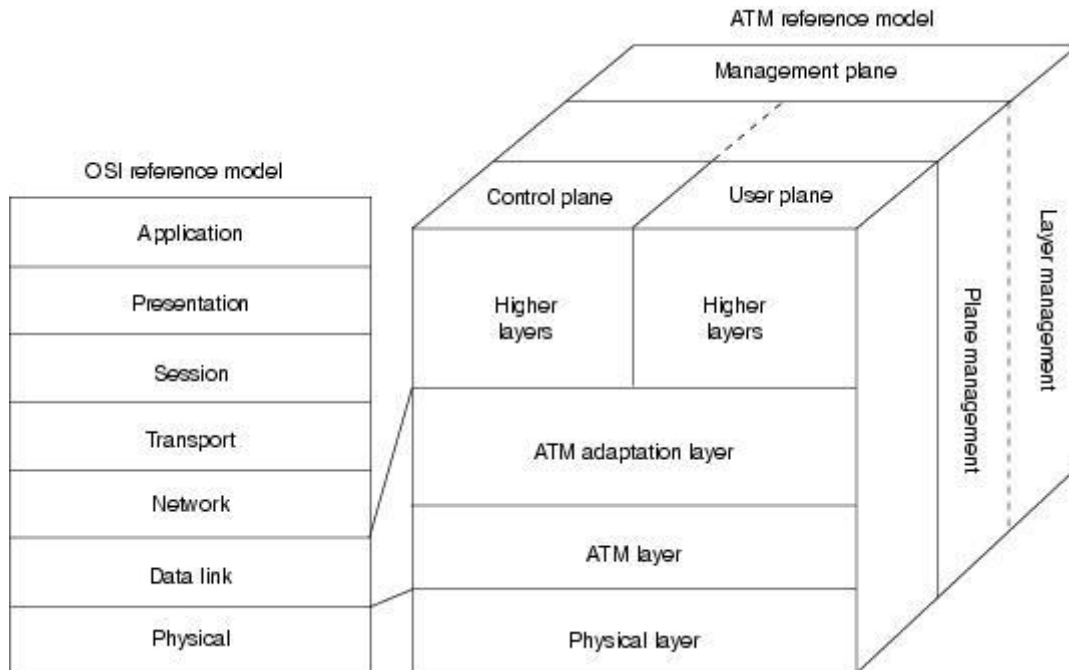 ATM reference model
Management plane
OSI reference model
Control plane
User plane
Application
Presentation
Session
Transport
Network
Data link
Physical
Higher
layers
Higher
layers
ATM adaptation layer
ATM layer
Physical layer
Plane management
Layer management